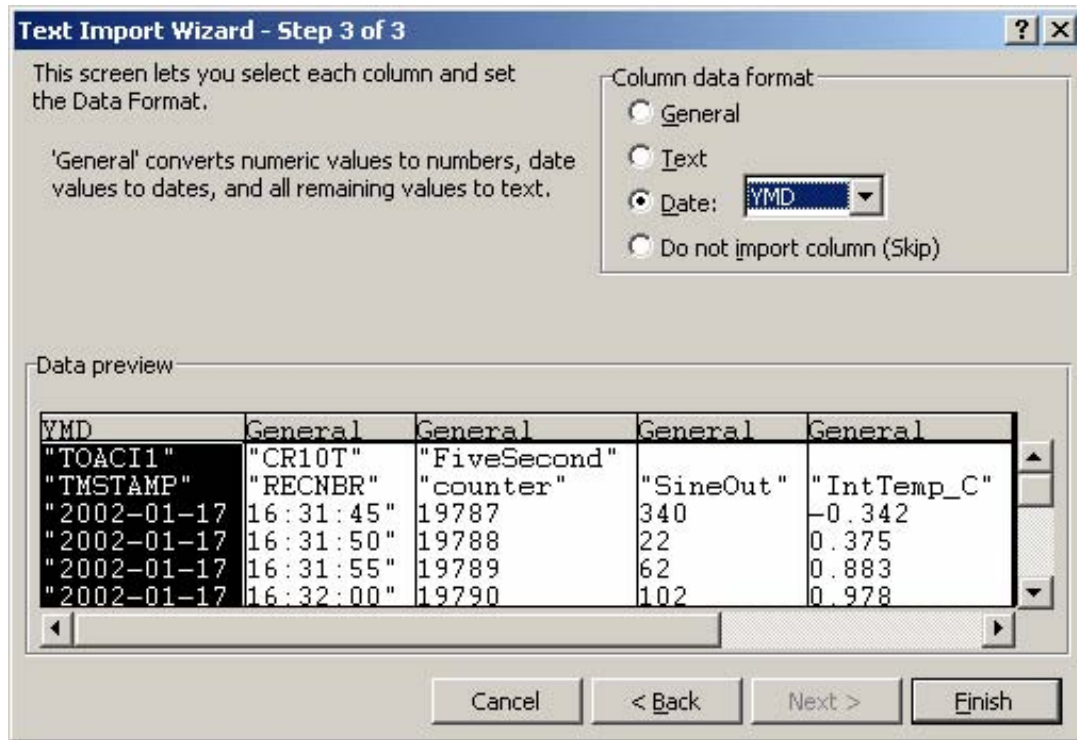 Text Import Wizard - Step 3 of 3
This screen lets you select each column and set
the Data Format.
'General' converts numeric values to numbers, date
values to dates, and all remaining values to text.
Column data format
General
Text
Date: YMD
Do not import column (Skip)
Data preview
YMD General General General General
"TOACI1" "CR10T" "FiveSecond"
"TMSTAMP" "RECNBR" "counter" "SineOut" "IntTemp_C"
"2002-01-17 16:31:45" 19787 340 -0.342
"2002-01-17 16:31:50" 19788 22 0.375
"2002-01-17 16:31:55" 19789 62 0.883
"2002-01-17 16:32:00" 19790 102 0.978
Cancel < Back Next > Finish